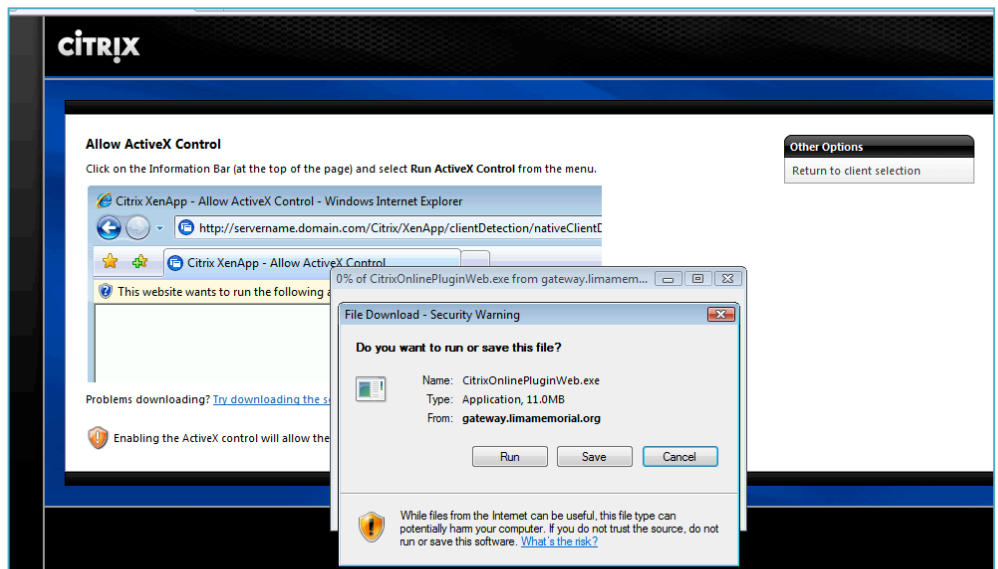 CİTRİX
Allow ActiveX Control
Click on the Information Bar (at the top of the page) and select Run ActiveX Control from the menu.
Citrix XenApp - Allow ActiveX Control - Windows Internet Explorer
http://servername.domain.com/Citrix/XenApp/clientDetection/nativeClientD
Citrix XenApp - Allow ActiveX Control
This website wants to run the following a
Problems downloading? Try downloading the s
Enabling the ActiveX control will allow the
Other Options
Return to client selection
0% of CitrixOnlinePluginWeb.exe from gateway.limamem...
File Download - Security Warning
Do you want to run or save this file?
Name: CitrixOnlinePluginWeb.exe
Type: Application, 11.0MB
From: gateway.limamemorial.org
Run Save Cancel
While files from the Internet can be useful, this file type can
potentially harm your computer. If you do not trust the source, do not
run or save this software. What's the risk?